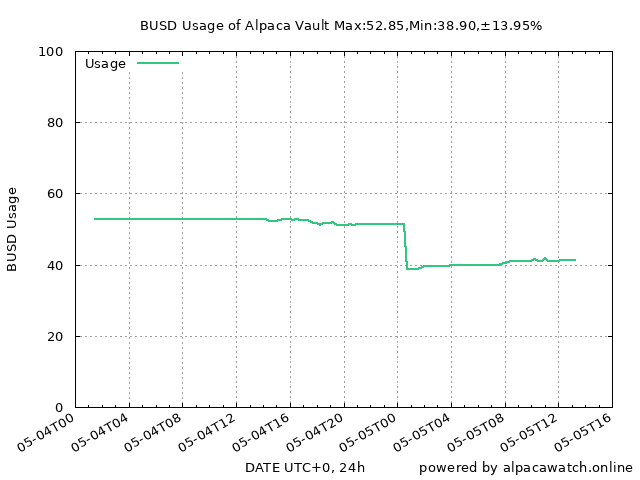 BUSD Usage of Alpaca Vault Max:52.85,Min:38.90,±13.95%
Usage
100
80
60
40
20
0
BUSD Usage
05-04T00
05-04T04
05-04T08
05-04T12
05-04T16
05-04T20
05-05T00
05-05T04
05-05T08
05-05T12
05-05T16
DATE UTC+0, 24h
powered by alpacawatch.online